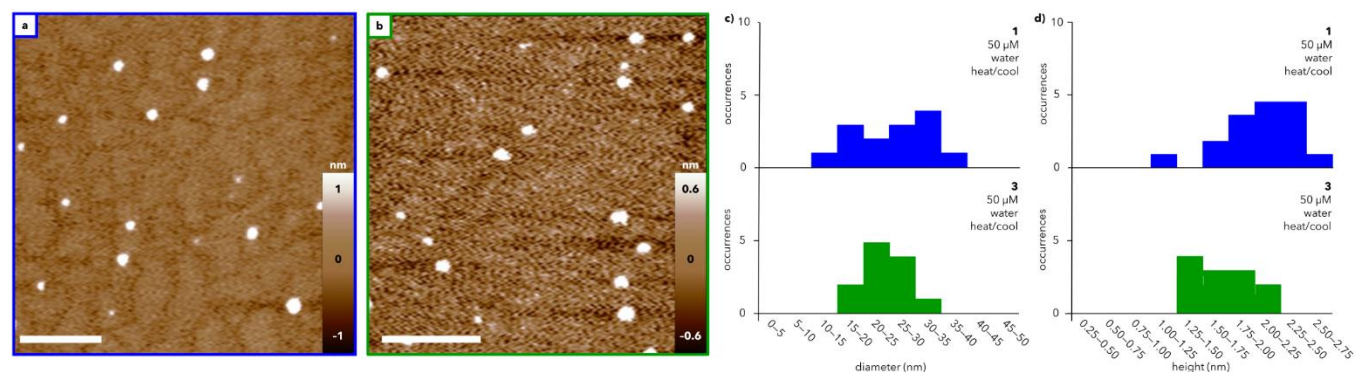 a
nm
1
0
-1
b
nm
0.6
0
-0.6
c)
10
5
0
occurrences
1
50 µM
water
heat/cool
10
5
0
occurrences
3
50 µM
water
heat/cool
0–5
5–10
10–15
15–20
20–25
25–30
30–35
35–40
40–45
45–50
diameter (nm)
d)
10
5
0
occurrences
1
50 µM
water
heat/cool
10
5
0
occurrences
3
50 µM
water
heat/cool
0.25–0.50
0.50–0.75
0.75–1.00
1.00–1.25
1.25–1.50
1.50–1.75
1.75–2.00
2.00–2.25
2.25–2.50
2.50–2.75
height (nm)